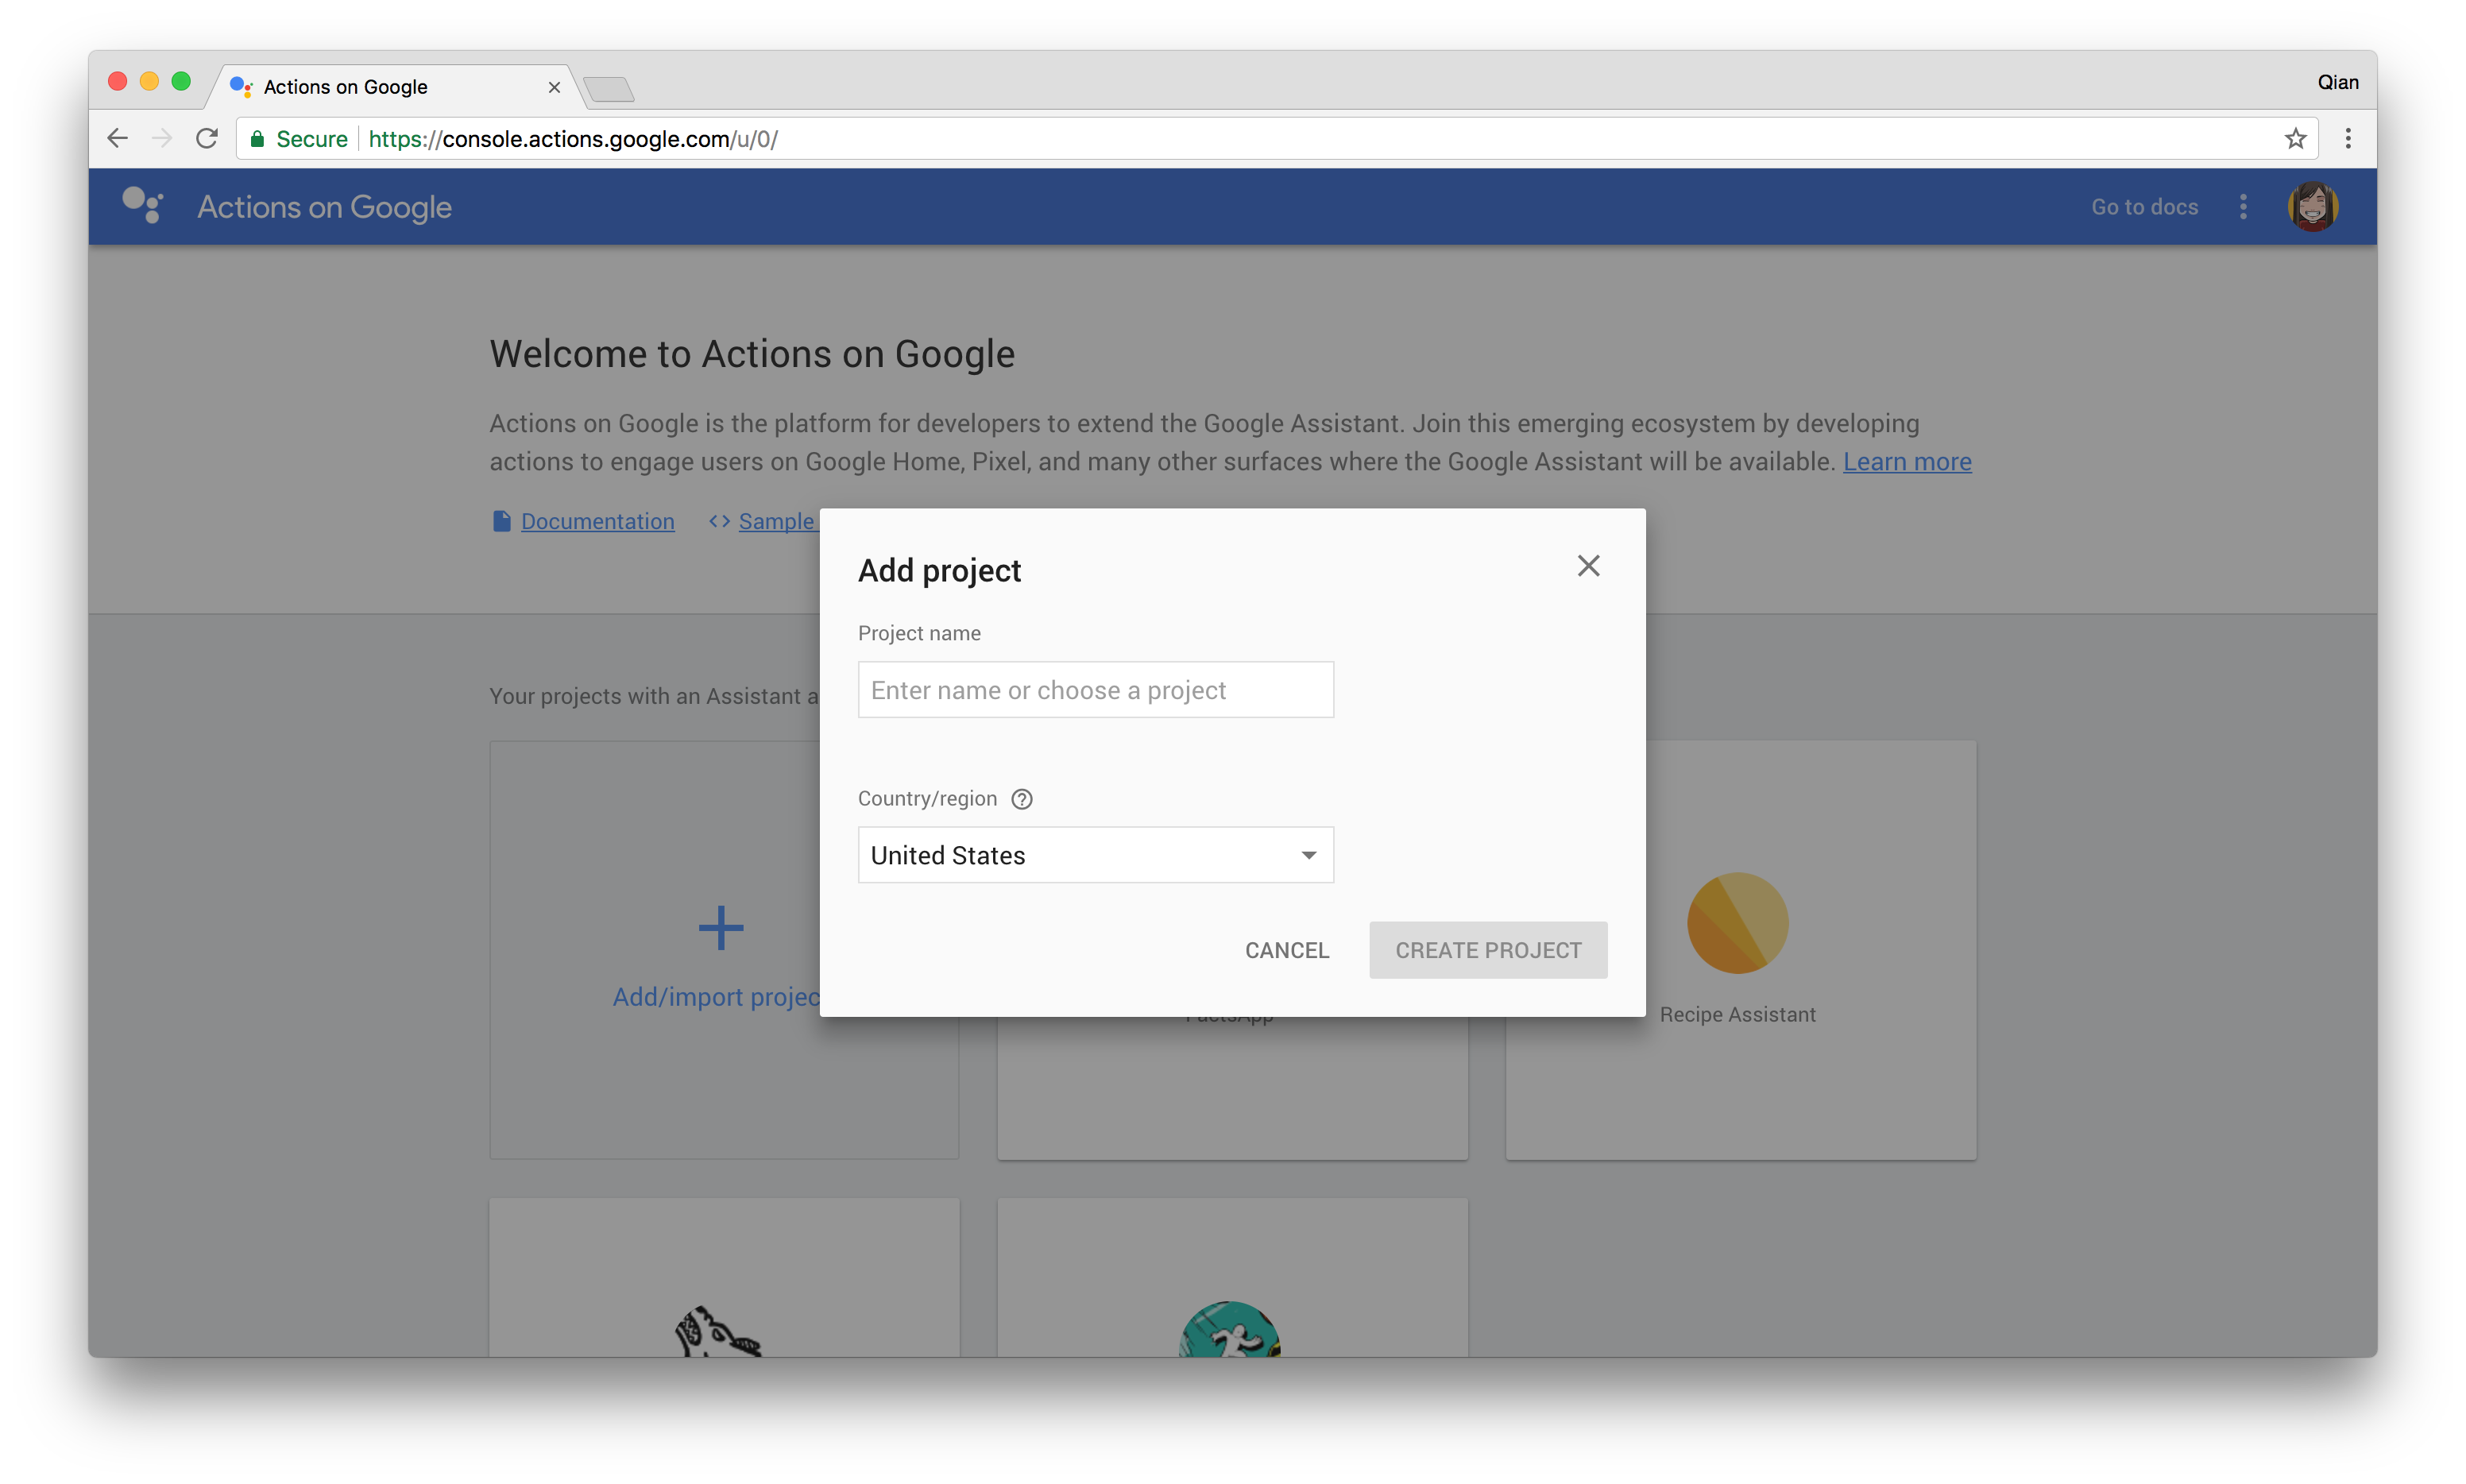 Actions on Google
Qian
Secure
https://console.actions.google.com/u/0/
Actions on Google
Go to docs
Welcome to Actions on Google
Actions on Google is the platform for developers to extend the Google Assistant. Join this emerging ecosystem by developing
actions to engage users on Google Home, Pixel, and many other surfaces where the Google Assistant will be available. Learn more
Documentation
Sample
Add project
Project name
Enter name or choose a project
Your projects with an Assistant a
Country/region
United States
CANCEL
CREATE PROJECT
Add/import projec
FactsApp
Recipe Assistant